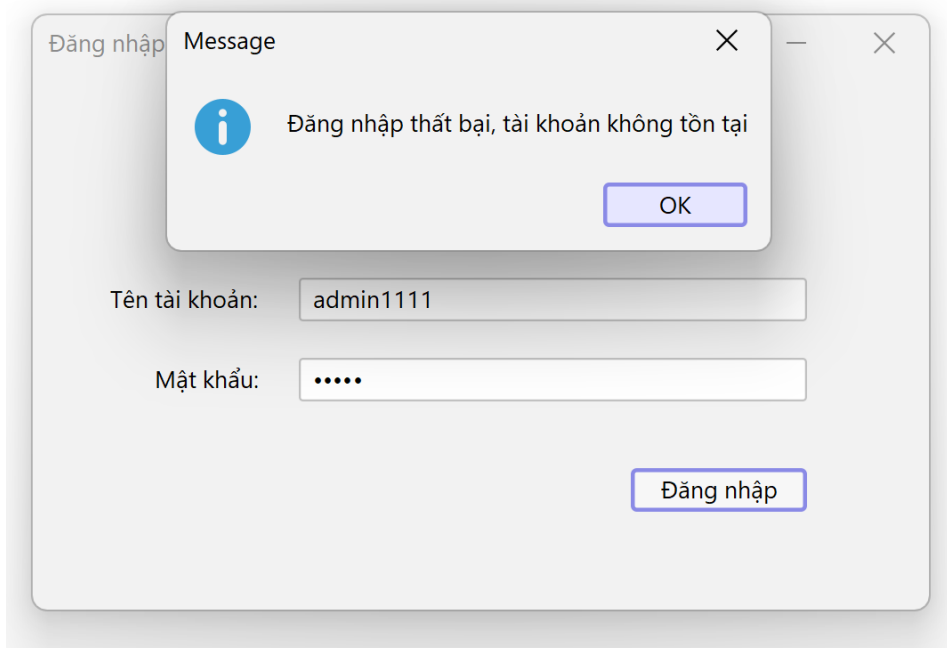 Đăng nhập
Message
Đăng nhập thất bại, tài khoản không tồn tại
OK
Tên tài khoản:
admin1111
Mật khẩu:
•••••
Đăng nhập